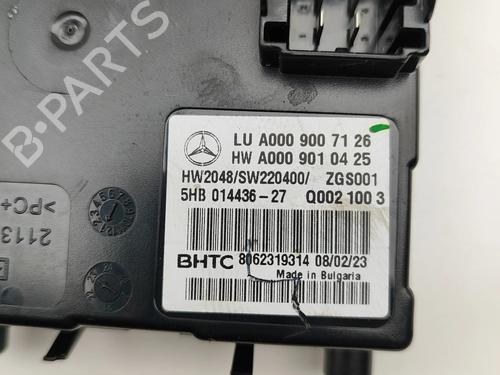 B-PARTS
LU A000 900 71 26
HW A000 901 04 25
HW2048/SW220400/ ZGS001
5HB 014436-27 Q002 100 3
BHTC 8062319314 08/02/23
Made in Bulgaria
2113
>PC+